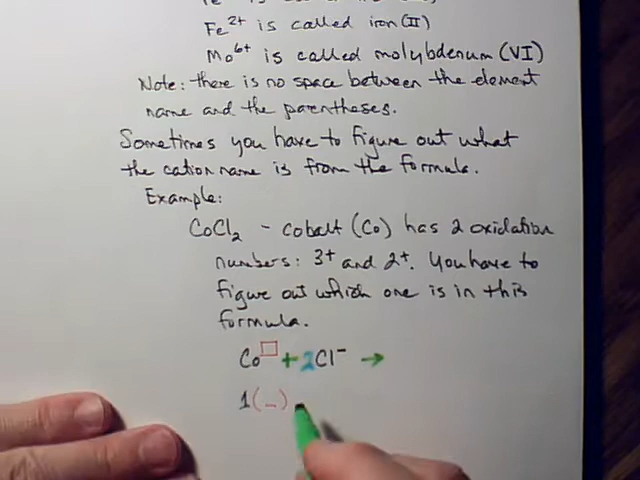 is
Fe²⁺ is called iron (II)
Mo⁶⁺ is called molybdenum (VI)
Note: there is no space between the element
name and the parentheses.
Sometimes you have to figure out what
the cation name is from the formula.
Example:
CoCl₂ - cobalt (Co) has 2 oxidation
numbers: 3⁺ and 2⁺. You have to
figure out which one is in this
formula.
Co□ + 2Cl⁻ →
1(_)